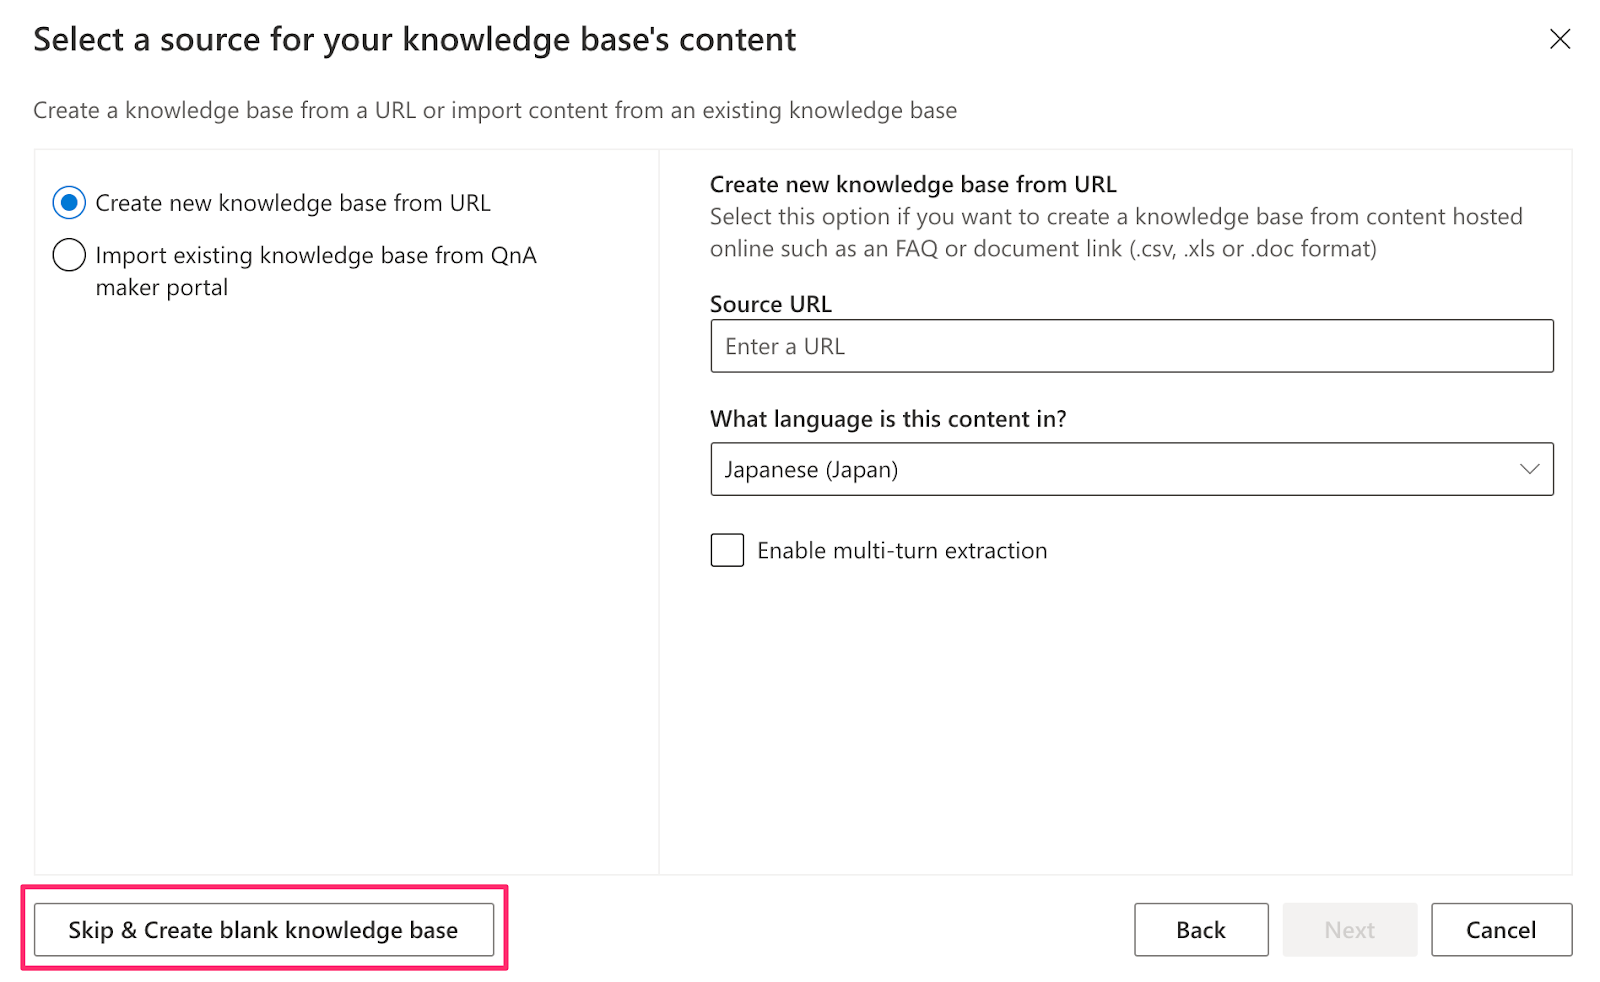 Select a source for your knowledge base's content
Create a knowledge base from a URL or import content from an existing knowledge base
Create new knowledge base from URL
Import existing knowledge base from QnA
maker portal
Create new knowledge base from URL
Select this option if you want to create a knowledge base from content hosted
online such as an FAQ or document link (.csv, .xls or .doc format)
Source URL
Enter a URL
What language is this content in?
Japanese (Japan)
Enable multi-turn extraction
Skip & Create blank knowledge base
Back
Next
Cancel